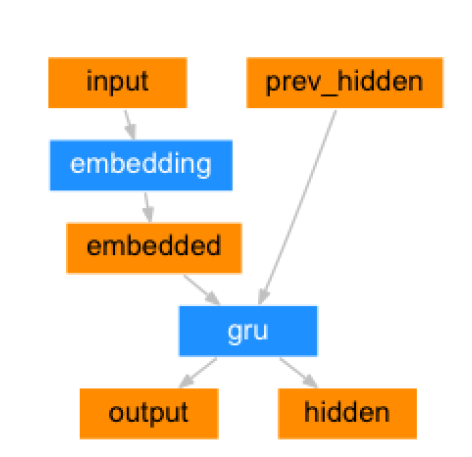 input
prev_hidden
embedding
embedded
gru
output
hidden